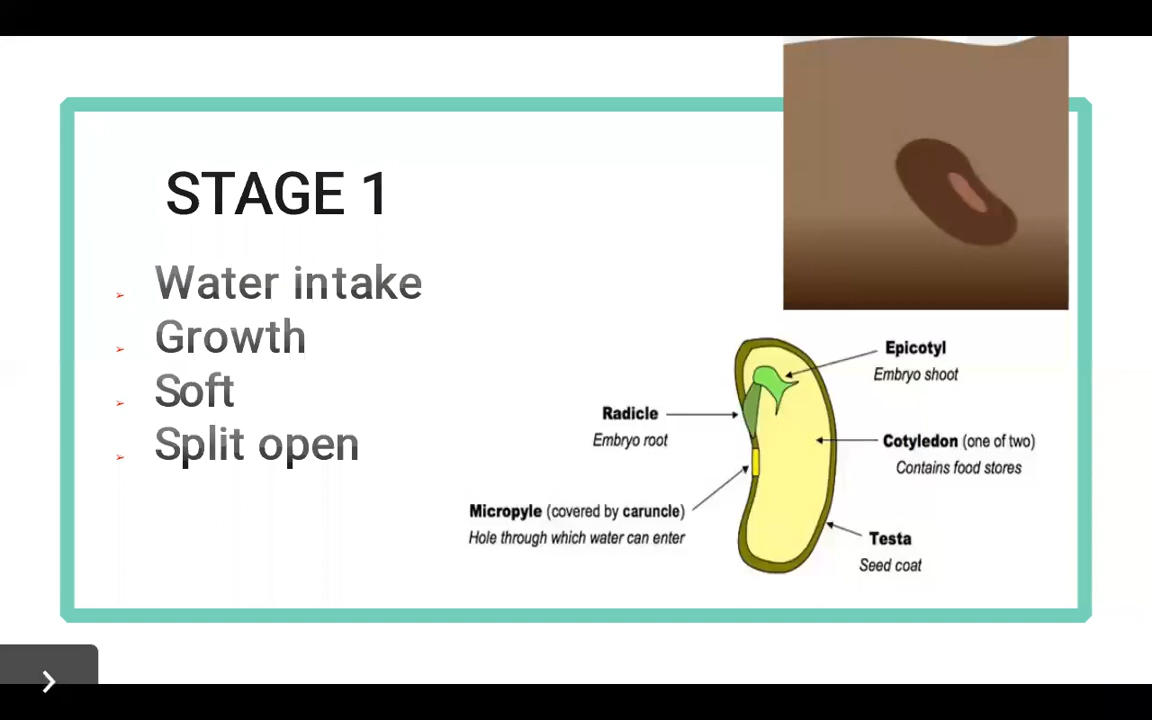 STAGE 1
Water intake
Growth
Soft
Split open
Epicotyl
Embryo shoot
Radicle
Embryo root
Cotyledon (one of two)
Contains food stores
Micropyle (covered by caruncle)
Hole through which water can enter
Testa
Seed coat